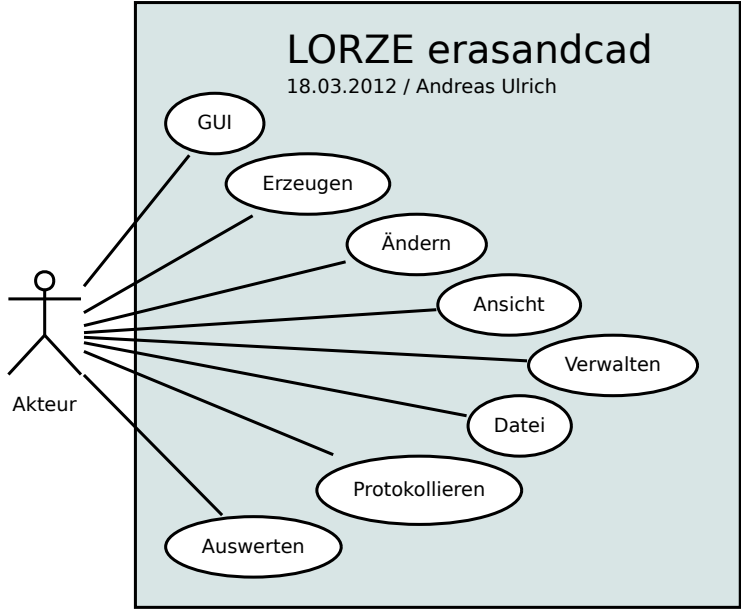 LORZE erasandcad
18.03.2012 / Andreas Ulrich
GUI
Erzeugen
Ändern
Ansicht
Verwalten
Akteur
Datei
Protokollieren
Auswerten